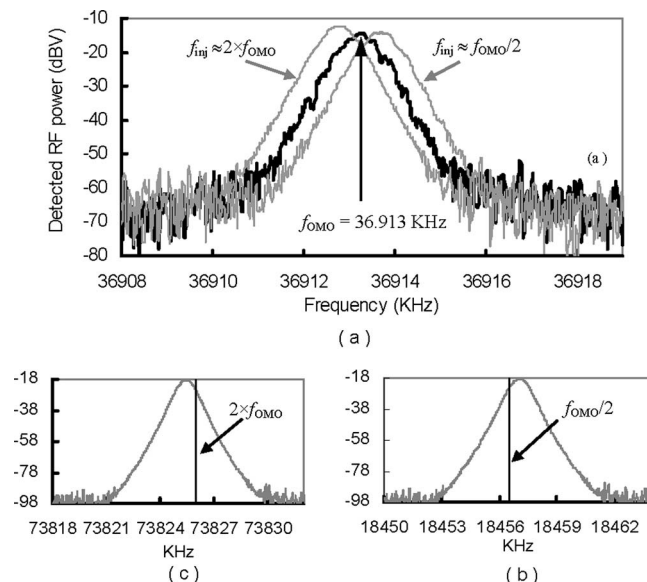 -10
-20
-30
-40
-50
-60
-70
-80
Detected RF power (dBV)
finj ≈2×fOMO
finj≈fOMO/2
(a )
fOMO = 36.913 KHz
36908 36910 36912 36914 36916 36918
Frequency (KHz)
( a )
-18
-38
-58
-78
-98
2×fOMO
73818 73821 73824 73827 73830
KHz
( c )
-18
-38
-58
-78
-98
fOMO/2
18450 18453 18456 18459 18462
KHz
( b )